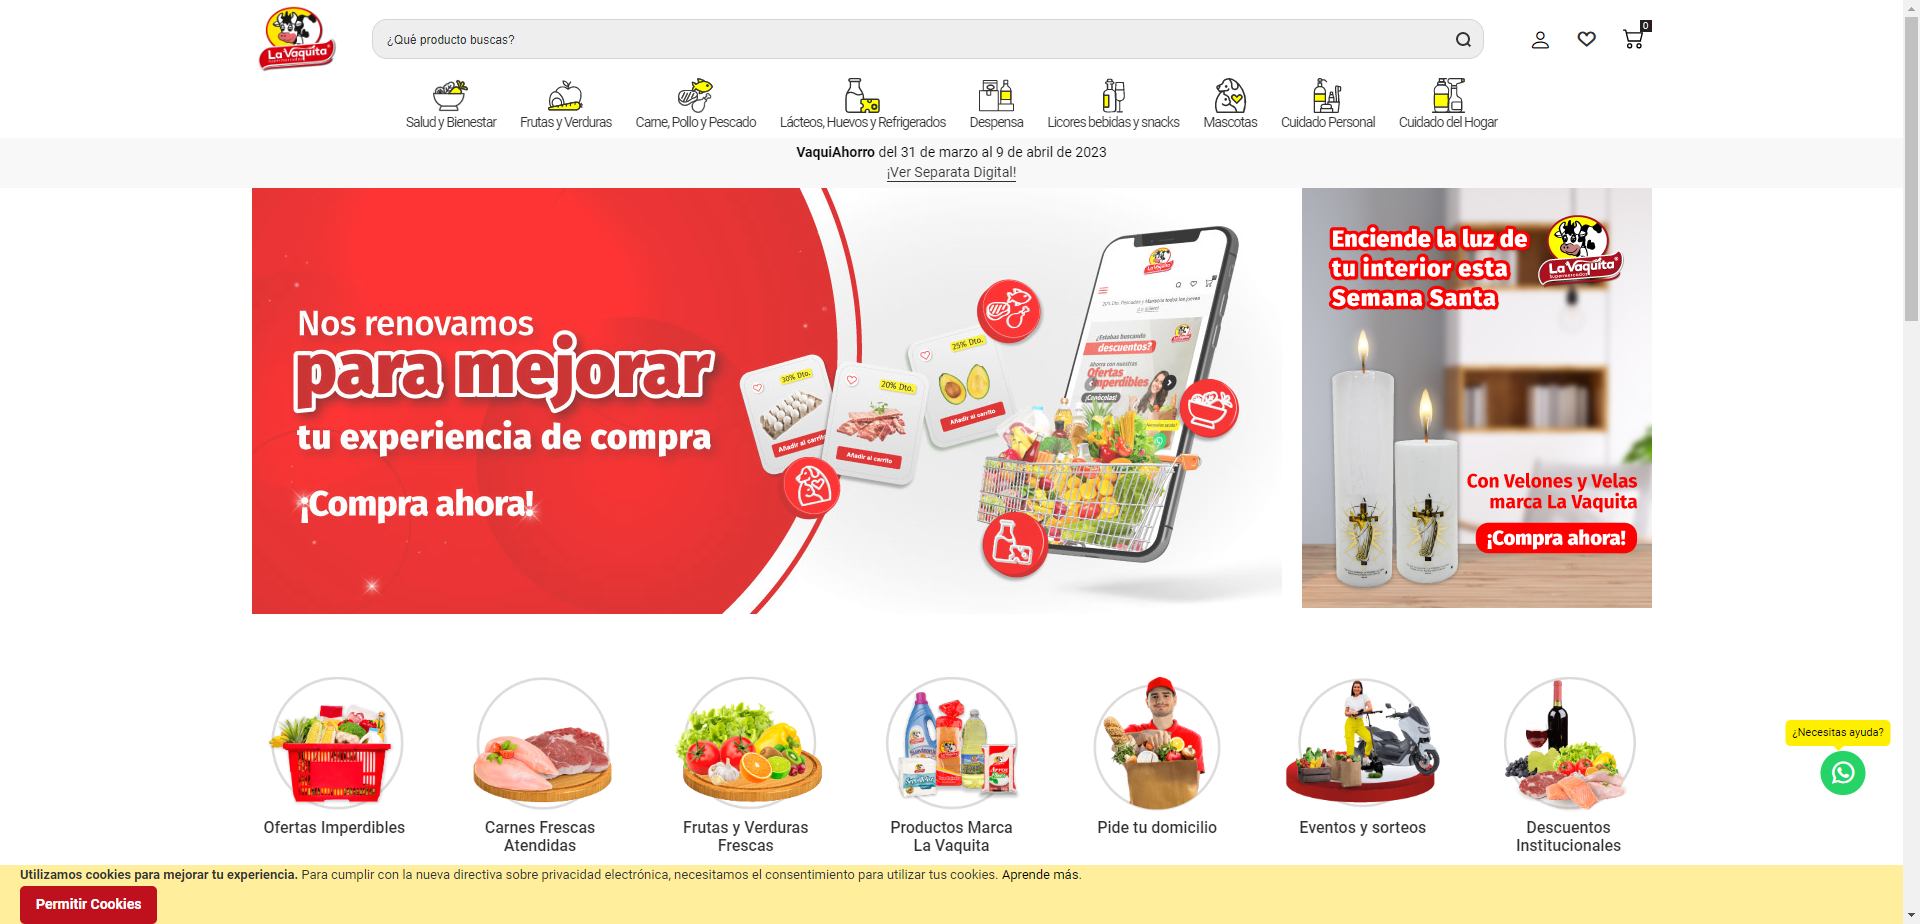 La Vaquita
Supermercados
¿Qué producto buscas?
0
Salud y Bienestar
Frutas y Verduras
Carne, Pollo y Pescado
Lácteos, Huevos y Refrigerados
Despensa
Licores bebidas y snacks
Mascotas
Cuidado Personal
Cuidado del Hogar
VaquiAhorro del 31 de marzo al 9 de abril de 2023
¡Ver Separata Digital!
Nos renovamos
para mejorar
tu experiencia de compra
¡Compra ahora!
30% Dto.
Añadir al carrito
20% Dto.
Añadir al carrito
25% Dto.
Añadir al carrito
La Vaquita
¿Estabas buscando
descuentos?
Ahorra con nuestras
Ofertas
Imperdibles
¡Conócelas!
Enciende la luz de
tu interior esta
Semana Santa
La Vaquita
Supermercados
Con Velones y Velas
marca La Vaquita
¡Compra ahora!
Ofertas Imperdibles
Carnes Frescas
Atendidas
Frutas y Verduras
Frescas
Productos Marca
La Vaquita
Pide tu domicilio
Eventos y sorteos
Descuentos
Institucionales
¿Necesitas ayuda?
Utilizamos cookies para mejorar tu experiencia. Para cumplir con la nueva directiva sobre privacidad electrónica, necesitamos el consentimiento para utilizar tus cookies. Aprende más.
Permitir Cookies